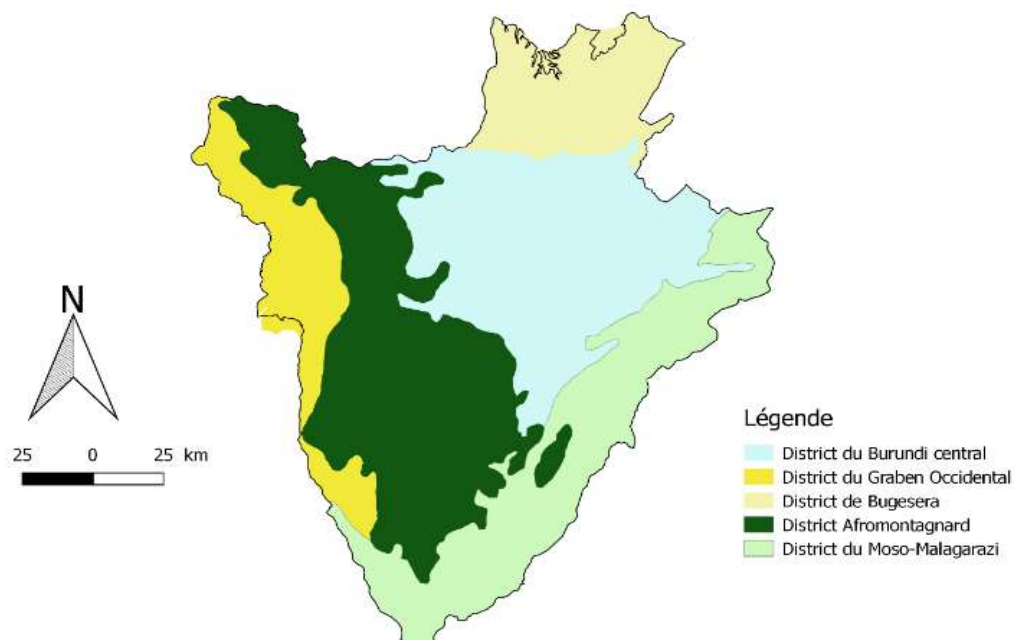 N
25 0 25 km
Légende
District du Burundi central
District du Graben Occidental
District de Bugesera
District Afromontagnard
District du Moso-Malagarazi